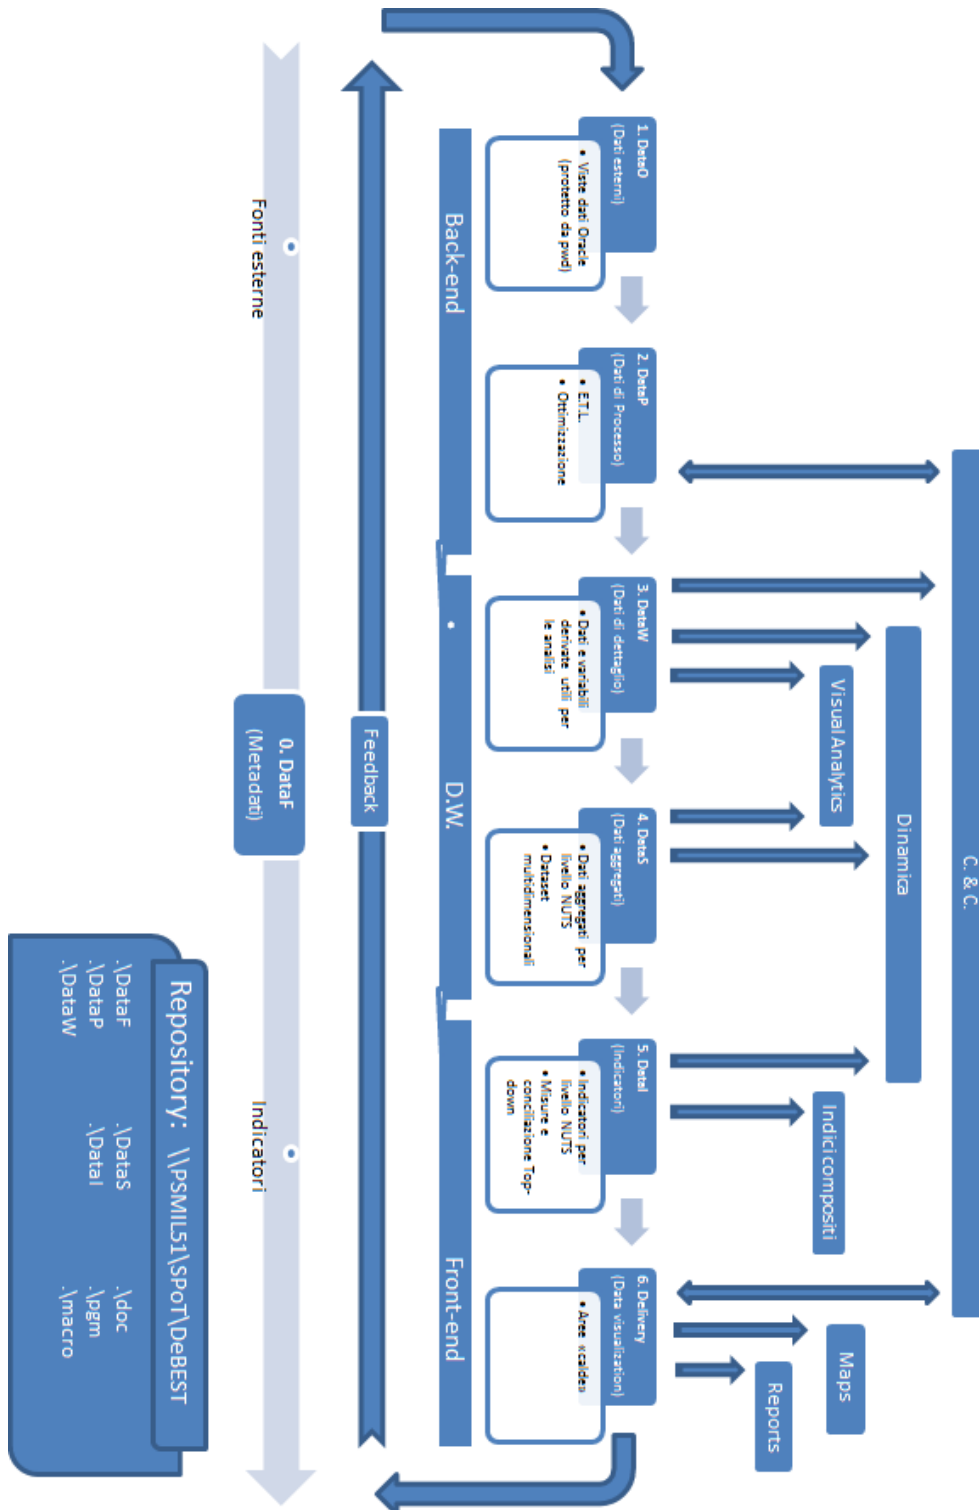 C. & C.
Dinamica
Visual Analytics
Indici compositi
Maps
Reports
1. DataO
(Dati esterni)
• Viste dati Oracle
(protetto da pwd)
2. DataP
(Dati di Processo)
• E.T.L.
• Ottimizzazione
3. DataW
(Dati di dettaglio)
• Dati e variabili
derivate utili per
le analisi
4. DataS
(Dati aggregati)
• Dati aggregati per
livello NUTS
• Dataset
multidimensionali
5. DataI
(Indicatori)
• Indicatori per
livello NUTS
• Misure e
conciliazione Top-
down
6. Delivery
(Data visualization)
• Aree «calde»
Back-end
•
D.W.
Front-end
Feedback
0. DataF
(Metadati)
Fonti esterne
Indicatori
Repository: \\PSMIL51\SPoT\DeBEST
.\DataF .\DataS .\doc
.\DataP .\DataI .\pgm
.\DataW .\macro